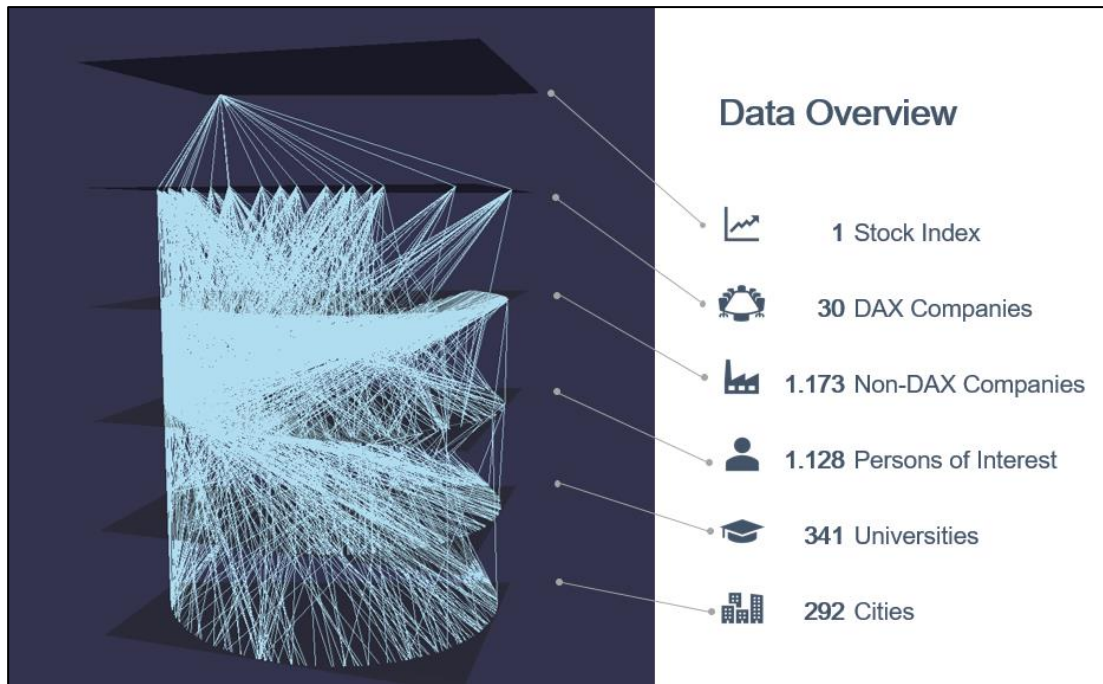 Data Overview
1 Stock Index
30 DAX Companies
1.173 Non-DAX Companies
1.128 Persons of Interest
341 Universities
292 Cities